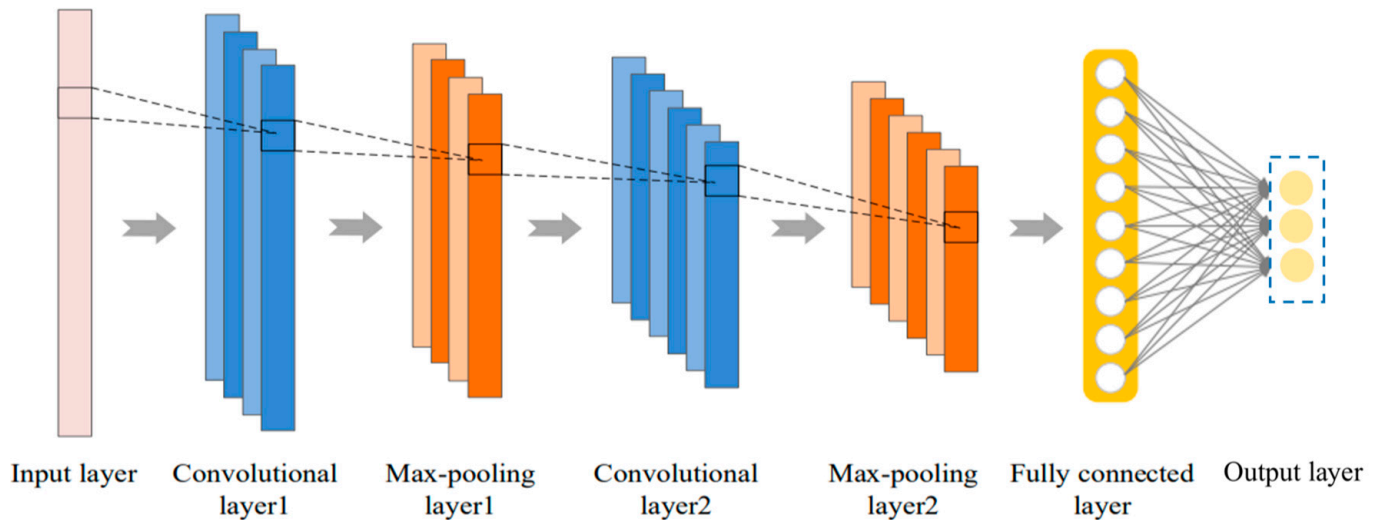 Input layer
Convolutional
layer1
Max-pooling
layer1
Convolutional
layer2
Max-pooling
layer2
Fully connected
layer
Output layer